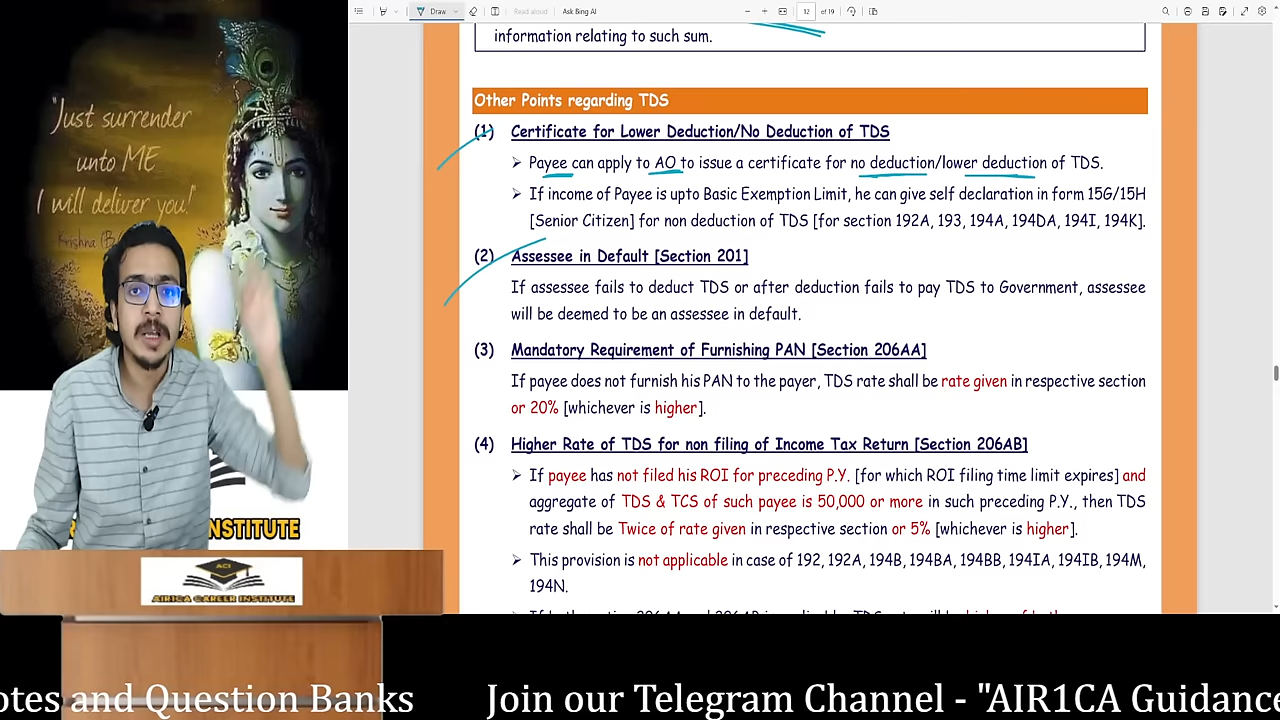 Draw
Read aloud
Ask Bing AI
12 of 19
information relating to such sum.
Other Points regarding TDS
(1) Certificate for Lower Deduction/No Deduction of TDS
➢ Payee can apply to AO to issue a certificate for no deduction/lower deduction of TDS.
➢ If income of Payee is upto Basic Exemption Limit, he can give self declaration in form 15G/15H
[Senior Citizen] for non deduction of TDS [for section 192A, 193, 194A, 194DA, 194I, 194K].
(2) Assessee in Default [Section 201]
If assessee fails to deduct TDS or after deduction fails to pay TDS to Government, assessee
will be deemed to be an assessee in default.
(3) Mandatory Requirement of Furnishing PAN [Section 206AA]
If payee does not furnish his PAN to the payer, TDS rate shall be rate given in respective section
or 20% [whichever is higher].
(4) Higher Rate of TDS for non filing of Income Tax Return [Section 206AB]
➢ If payee has not filed his ROI for preceding P.Y. [for which ROI filing time limit expires] and
aggregate of TDS & TCS of such payee is 50,000 or more in such preceding P.Y., then TDS
rate shall be Twice of rate given in respective section or 5% [whichever is higher].
➢ This provision is not applicable in case of 192, 192A, 194B, 194BA, 194BB, 194IA, 194IB, 194M,
194N.
"Just surrender
unto ME
I will deliver you!"
Krishna
NSTITUTE
ACI
AIR1CA CAREER INSTITUTE
otes and Question Banks
Join our Telegram Channel - "AIR1CA Guidance